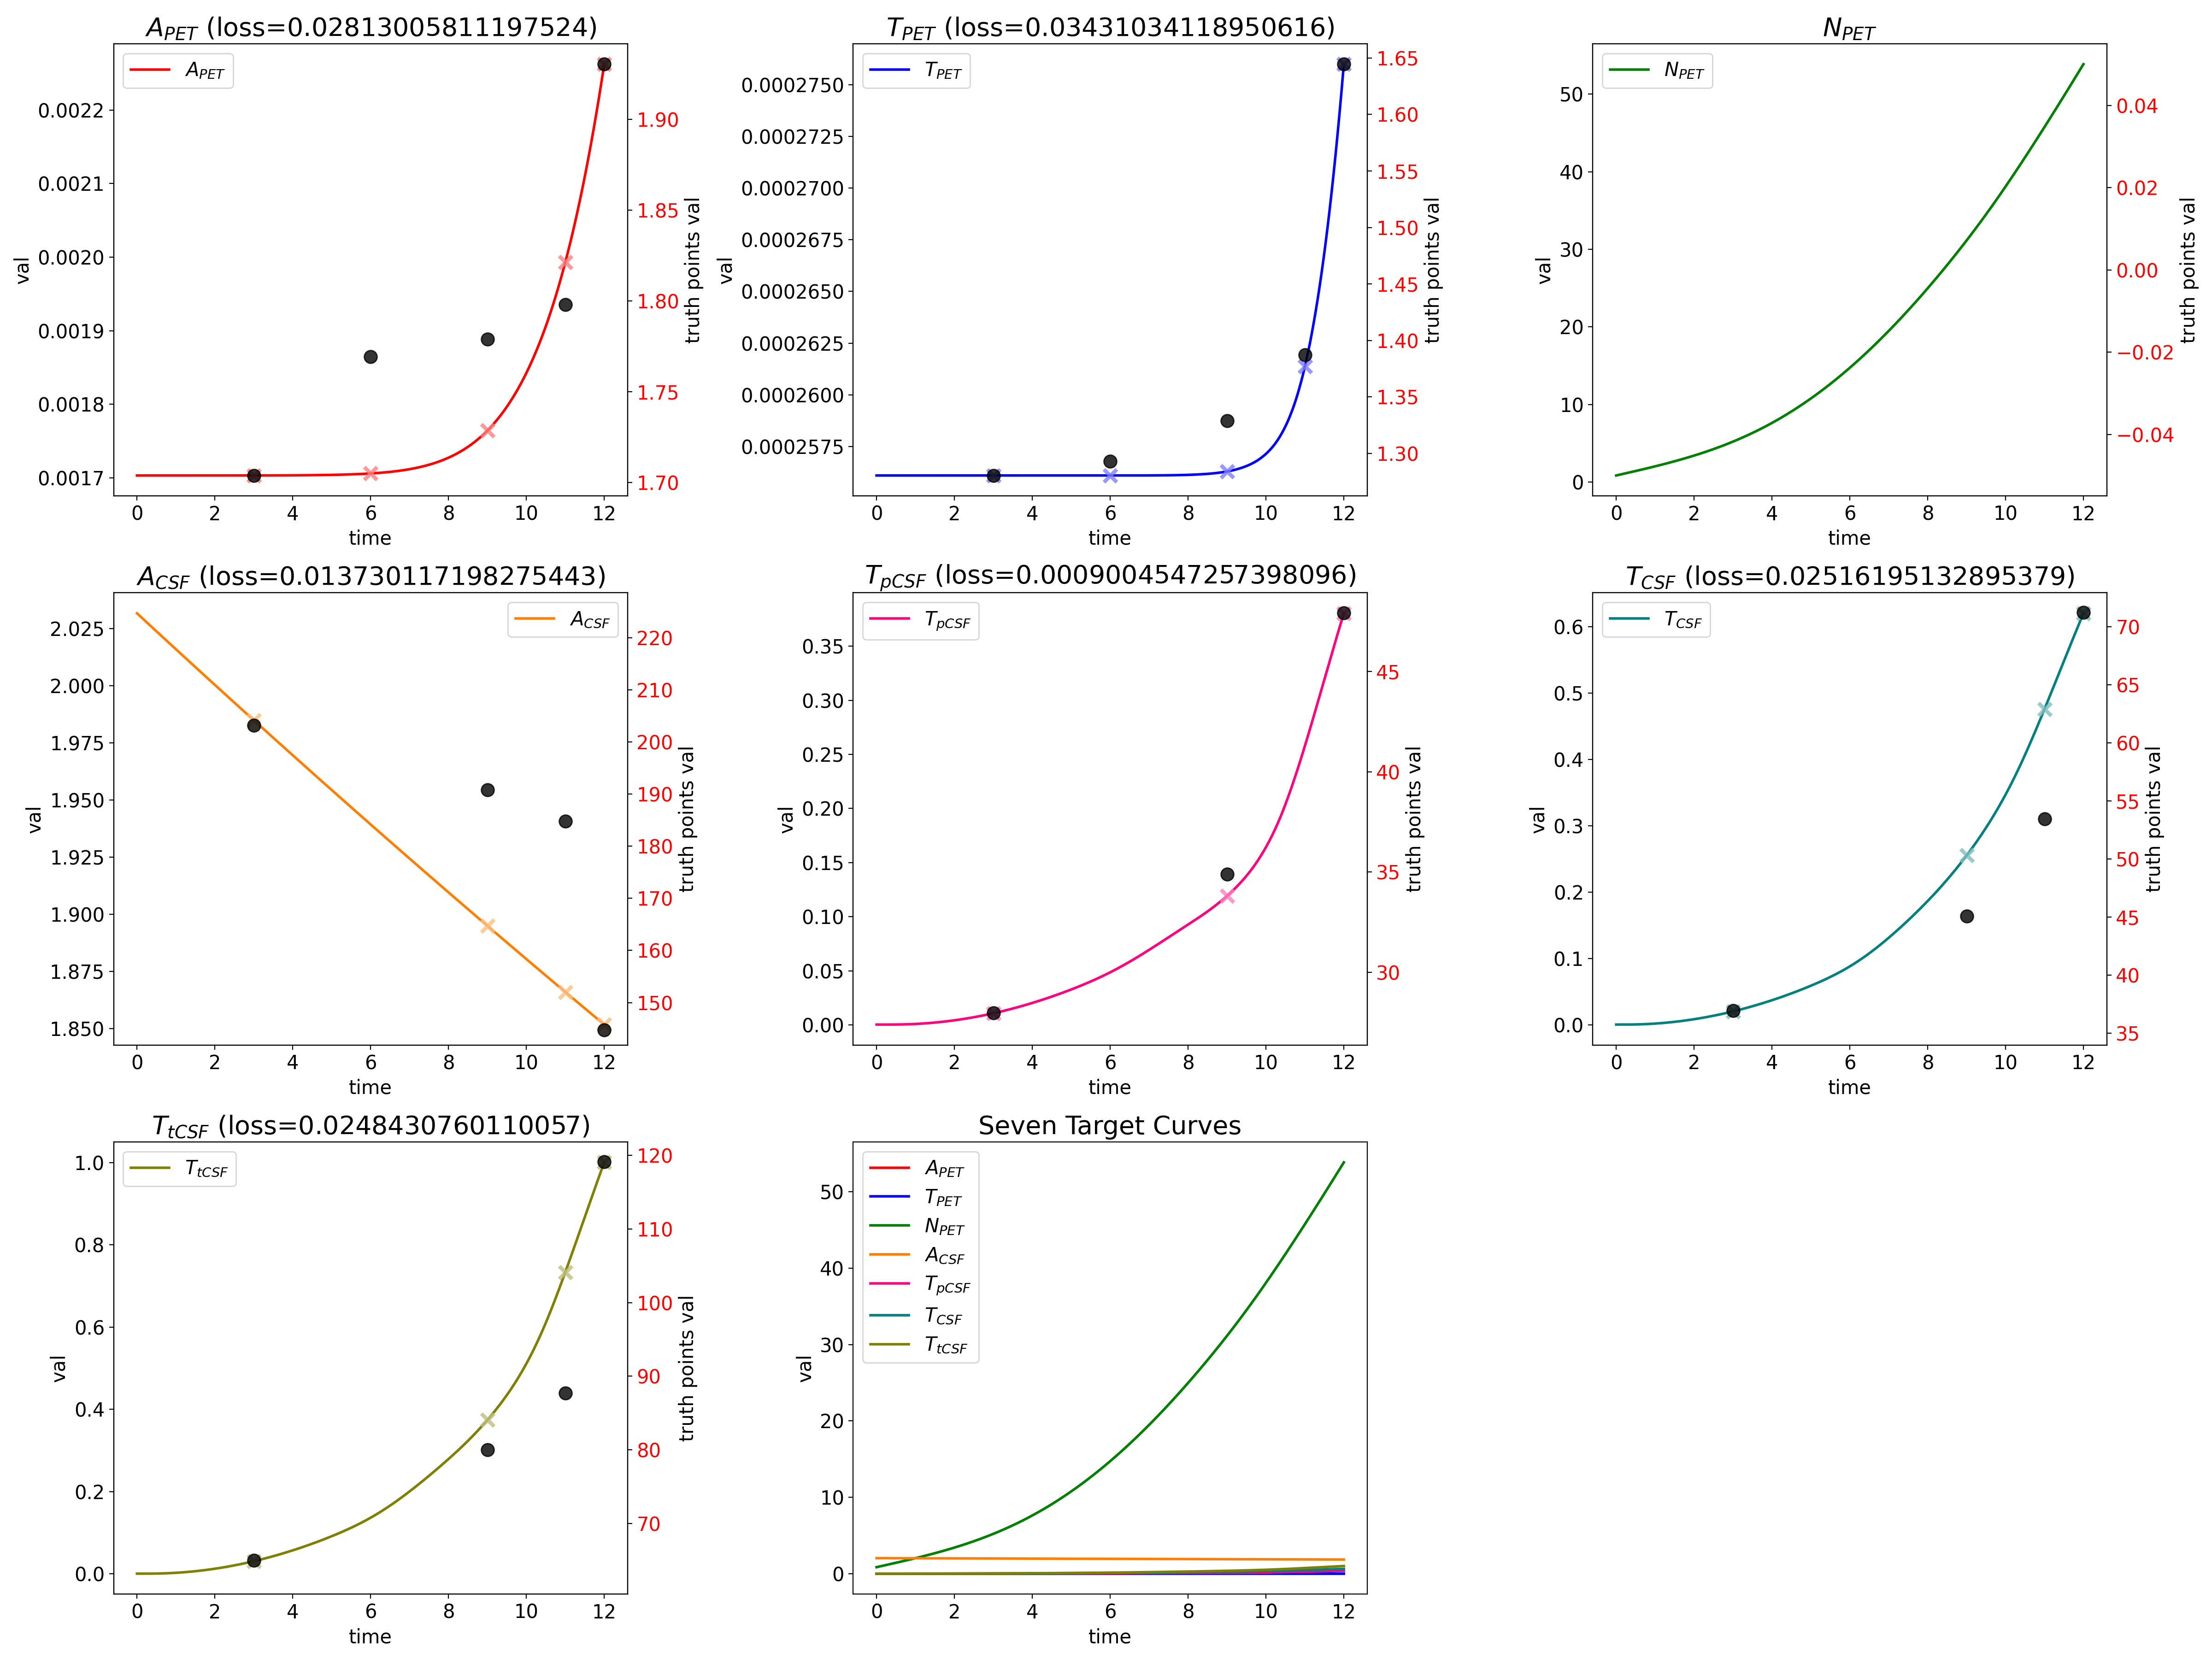 A_PET (loss=0.02813005811197524)
A_PET
val
0.0022
0.0021
0.0020
0.0019
0.0018
0.0017
1.90
1.85
1.80
1.75
1.70
truth points val
0 2 4 6 8 10 12
time
T_PET (loss=0.03431034118950616)
T_PET
val
0.0002750
0.0002725
0.0002700
0.0002675
0.0002650
0.0002625
0.0002600
0.0002575
1.65
1.60
1.55
1.50
1.45
1.40
1.35
1.30
truth points val
0 2 4 6 8 10 12
time
N_PET
N_PET
val
50
40
30
20
10
0
0.04
0.02
0.00
−0.02
−0.04
truth points val
0 2 4 6 8 10 12
time
A_CSF (loss=0.013730117198275443)
A_CSF
val
2.025
2.000
1.975
1.950
1.925
1.900
1.875
1.850
220
210
200
190
180
170
160
150
truth points val
0 2 4 6 8 10 12
time
T_pCSF (loss=0.0009004547257398096)
T_pCSF
val
0.35
0.30
0.25
0.20
0.15
0.10
0.05
0.00
45
40
35
30
truth points val
0 2 4 6 8 10 12
time
T_CSF (loss=0.02516195132895379)
T_CSF
val
0.6
0.5
0.4
0.3
0.2
0.1
0.0
70
65
60
55
50
45
40
35
truth points val
0 2 4 6 8 10 12
time
T_tCSF (loss=0.0248430760110057)
T_tCSF
val
1.0
0.8
0.6
0.4
0.2
0.0
120
110
100
90
80
70
truth points val
0 2 4 6 8 10 12
time
Seven Target Curves
A_PET
T_PET
N_PET
A_CSF
T_pCSF
T_CSF
T_tCSF
val
50
40
30
20
10
0
0 2 4 6 8 10 12
time